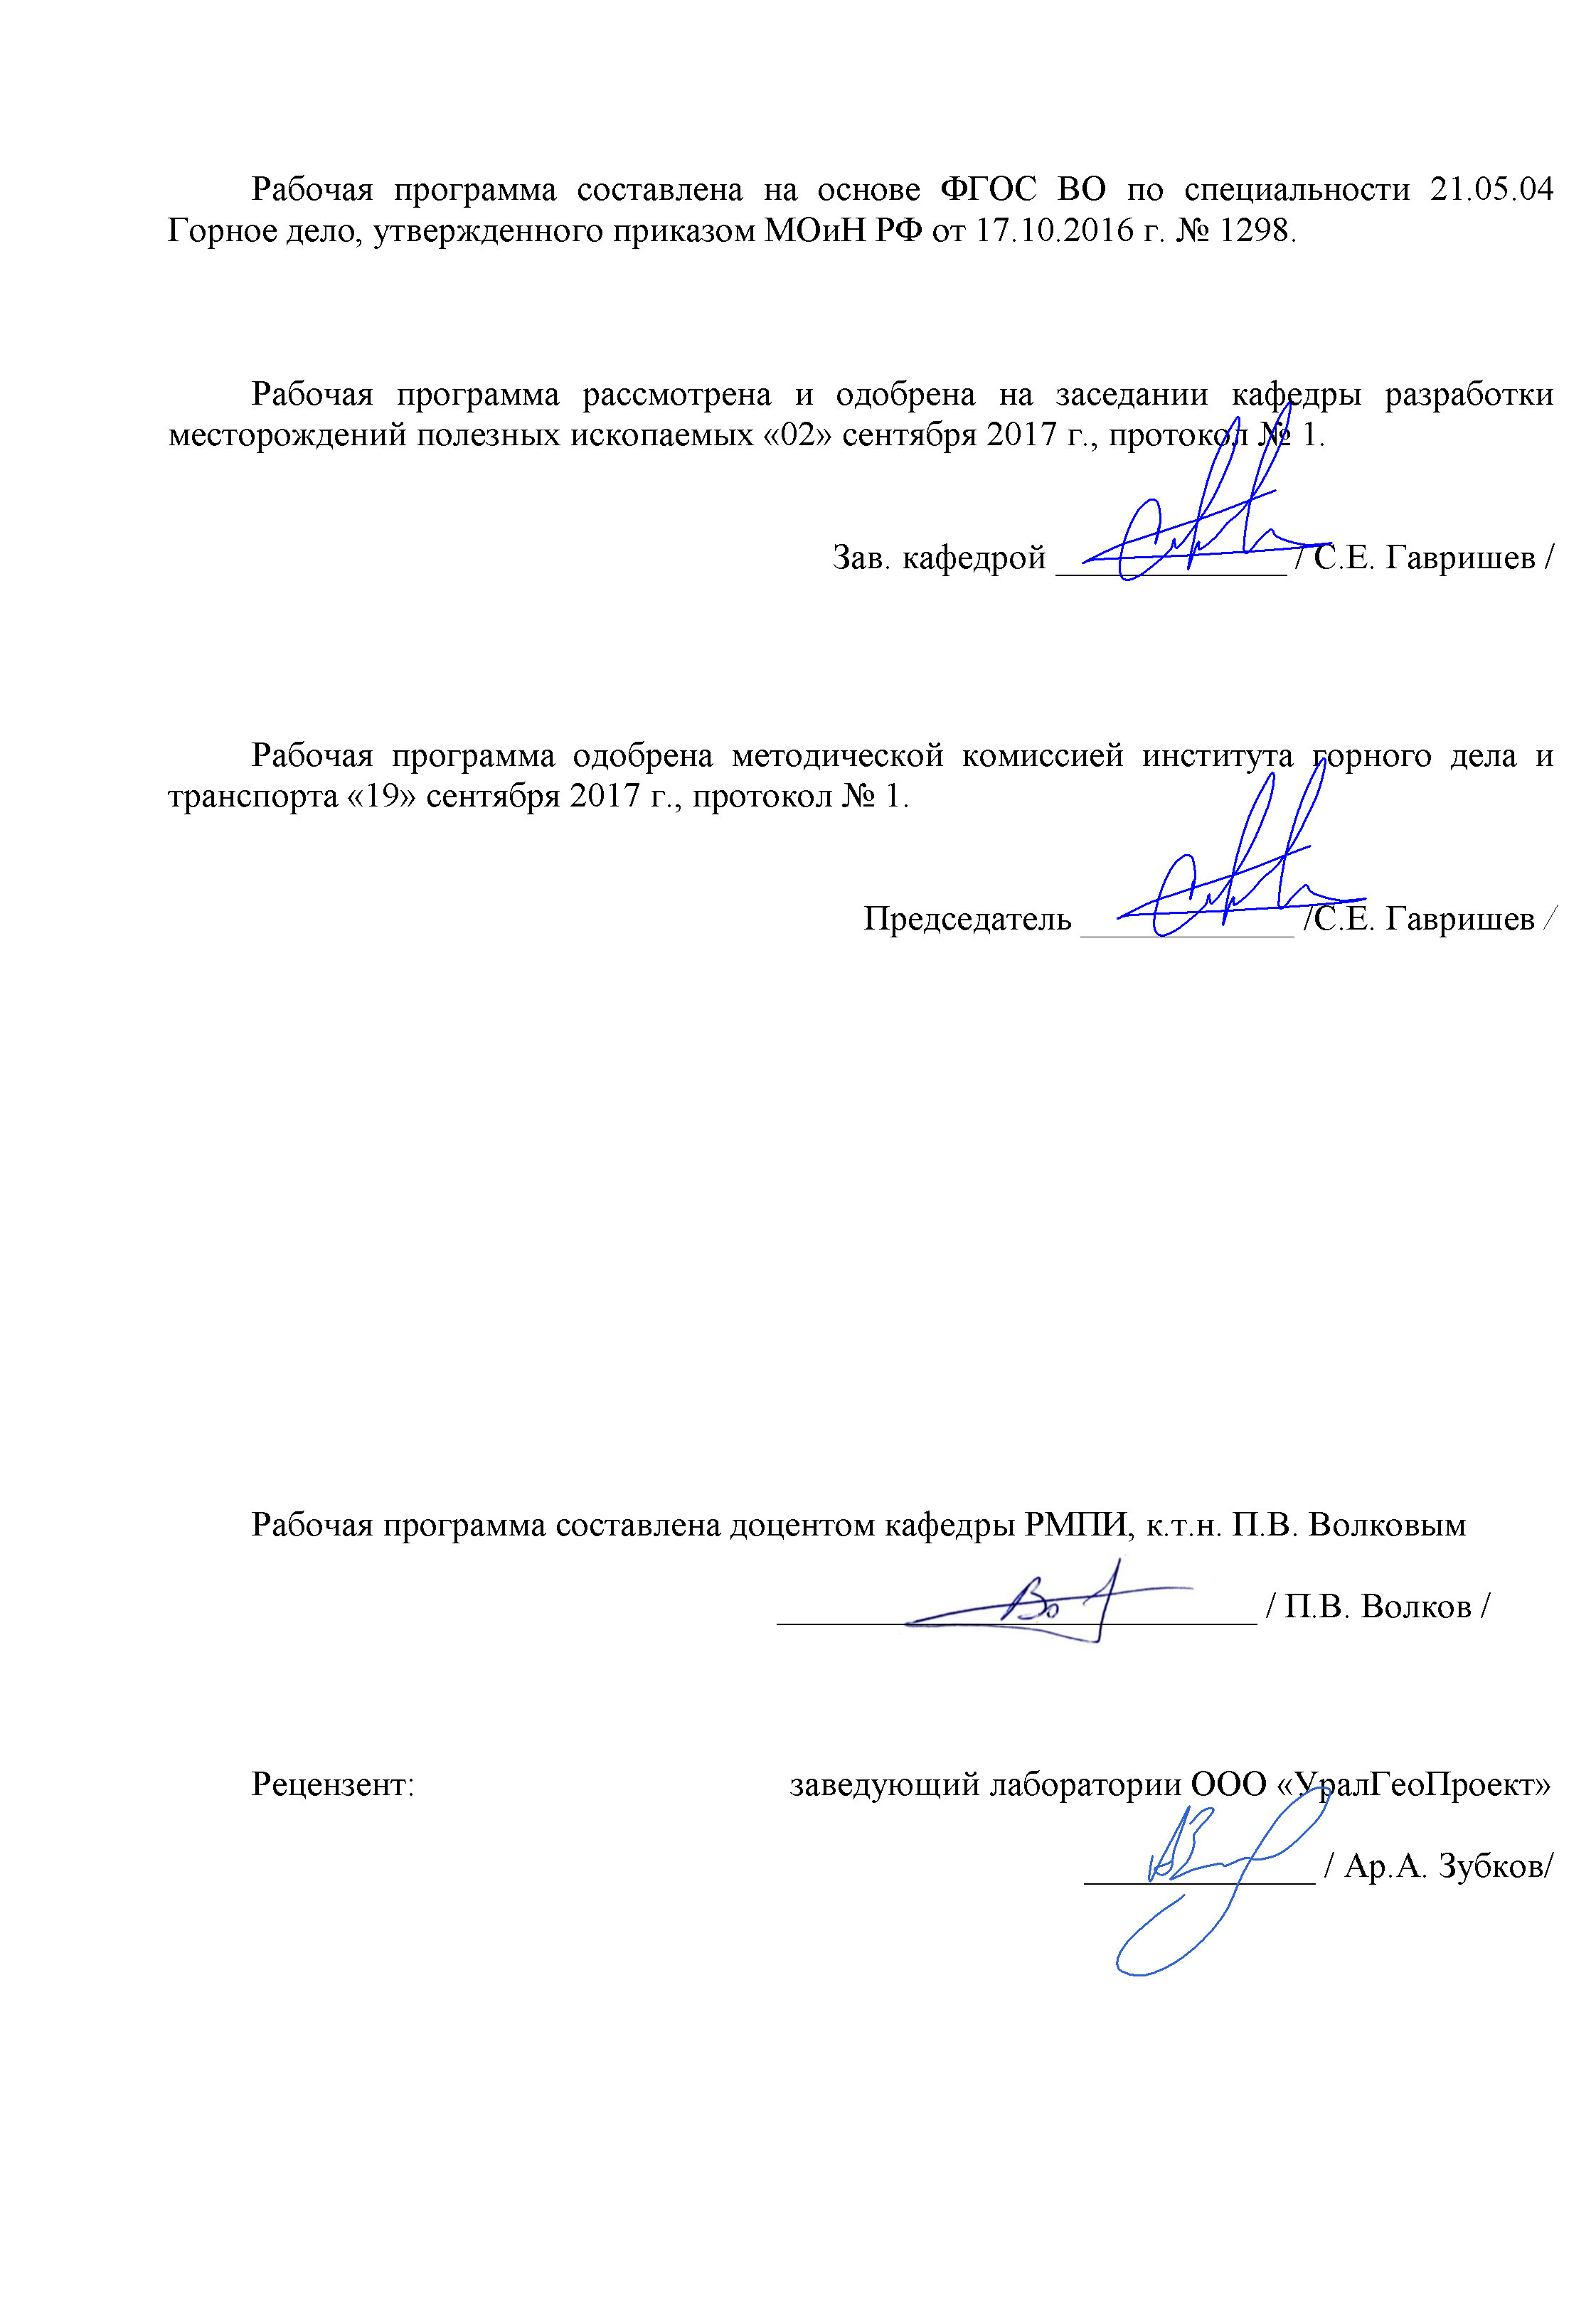 Рабочая программа составлена на основе ФГОС ВО по специальности 21.05.04
Горное дело, утвержденного приказом МОиН РФ от 17.10.2016 г. № 1298.
Рабочая программа рассмотрена и одобрена на заседании кафедры разработки
месторождений полезных ископаемых «02» сентября 2017 г., протокол № 1.
Зав. кафедрой _____________ / С.Е. Гавришев /
Рабочая программа одобрена методической комиссией института горного дела и
транспорта «19» сентября 2017 г., протокол № 1.
Председатель ____________ /С.Е. Гавришев /
Рабочая программа составлена доцентом кафедры РМПИ, к.т.н. П.В. Волковым
___________________________ / П.В. Волков /
Рецензент: заведующий лаборатории ООО «УралГеоПроект»
_____________ / Ар.А. Зубков/